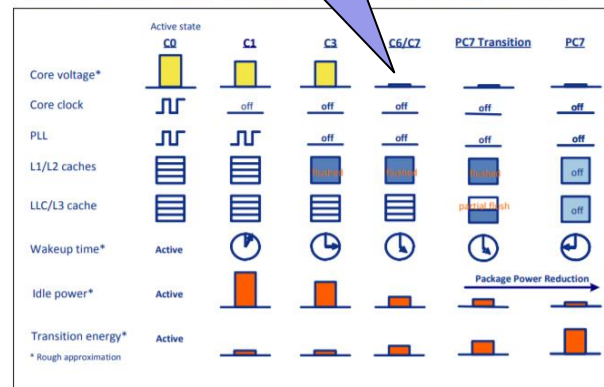 Active state
C0 C1 C3 C6/C7 PC7 Transition PC7
Core voltage*
Core clock off off off off off
PLL off off off off
L1/L2 caches flushed flushed flushed off
LLC/L3 cache partial flush off
Wakeup time* Active
Idle power* Active Package Power Reduction
Transition energy* Active
* Rough approximation